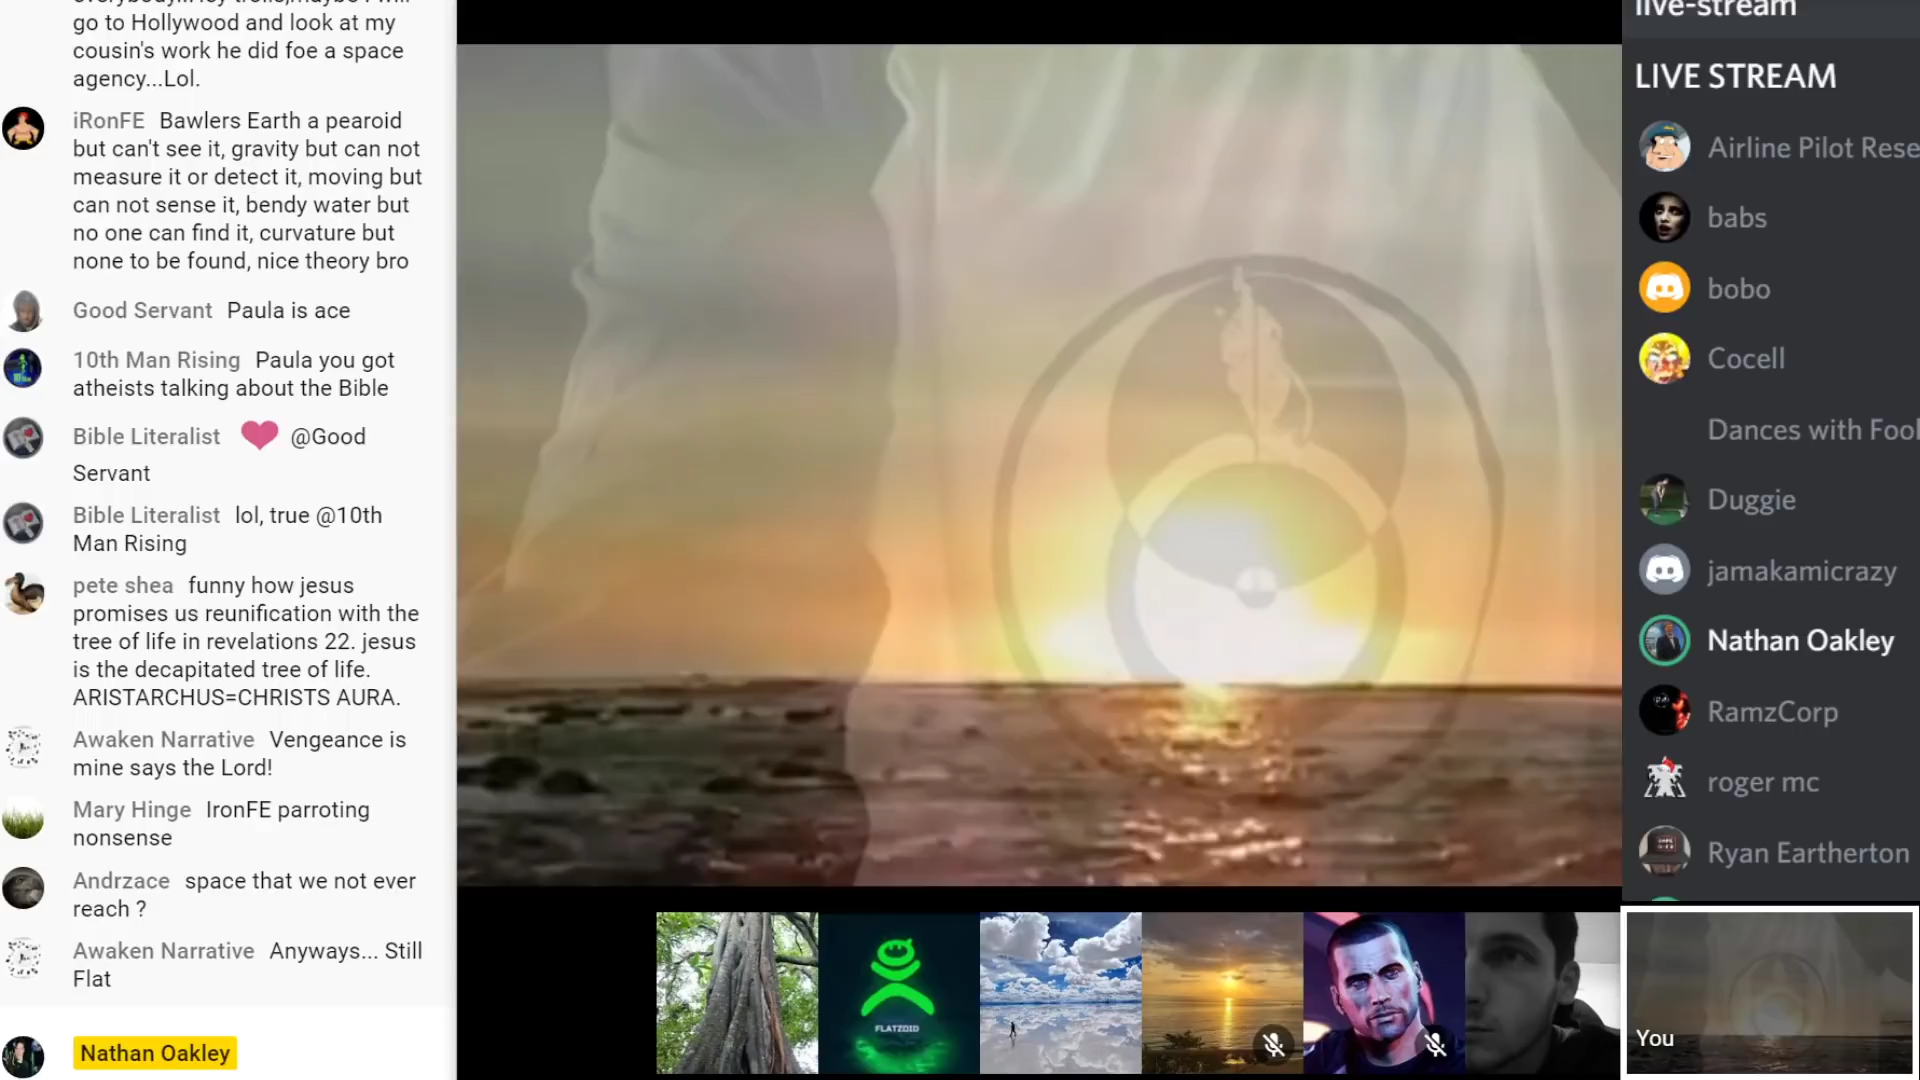 go to Hollywood and look at my
cousin's work he did foe a space
agency...Lol.
iRonFE Bawlers Earth a pearoid
but can't see it, gravity but can not
measure it or detect it, moving but
can not sense it, bendy water but
no one can find it, curvature but
none to be found, nice theory bro
Good Servant Paula is ace
10th Man Rising Paula you got
atheists talking about the Bible
Bible Literalist @Good
Servant
Bible Literalist lol, true @10th
Man Rising
pete shea funny how jesus
promises us reunification with the
tree of life in revelations 22. jesus
is the decapitated tree of life.
ARISTARCHUS=CHRISTS AURA.
Awaken Narrative Vengeance is
mine says the Lord!
Mary Hinge IronFE parroting
nonsense
Andrzace space that we not ever
reach ?
Awaken Narrative Anyways... Still
Flat
Nathan Oakley
FLATZOID
live-stream
LIVE STREAM
Airline Pilot Rese
babs
bobo
Cocell
Dances with Fool
Duggie
jamakamicrazy
Nathan Oakley
RamzCorp
roger mc
Ryan Eartherton
You